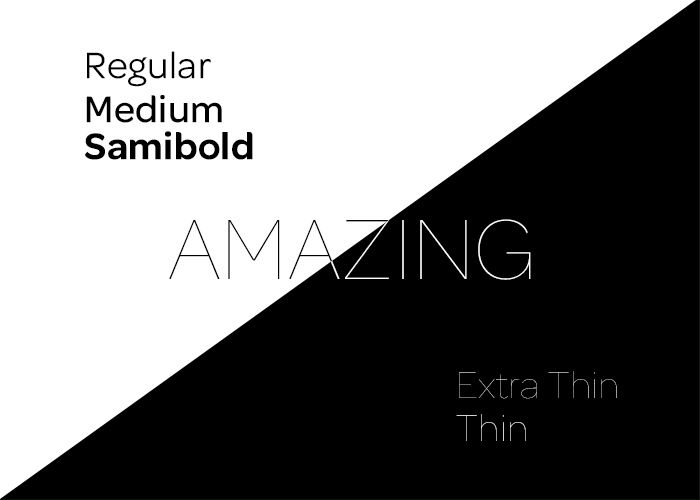 Regular
Medium
Samibold
AMAZING
Extra Thin
Thin